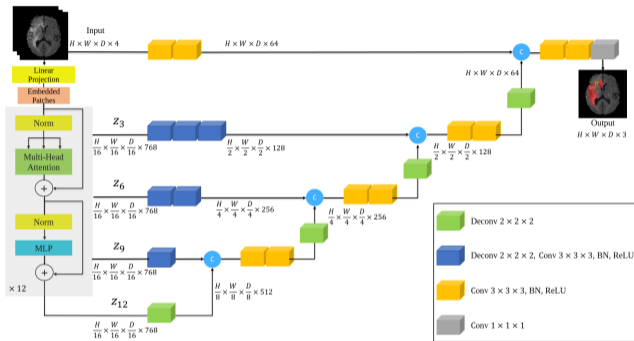 Input
H × W × D × 4
H × W × D × 64
C
H × W × D × 64
Linear
Projection
Embedded
Patches
Output
H × W × D × 3
Norm
Multi-Head
Attention
+
Norm
MLP
+
× 12
z₃
H/16 × W/16 × D/16 × 768
H/2 × W/2 × D/2 × 128
C
H/2 × W/2 × D/2 × 128
z₆
H/16 × W/16 × D/16 × 768
H/4 × W/4 × D/4 × 256
C
H/4 × W/4 × D/4 × 256
z₉
H/16 × W/16 × D/16 × 768
C
H/8 × W/8 × D/8 × 512
z₁₂
H/16 × W/16 × D/16 × 768
Deconv 2 × 2 × 2
Deconv 2 × 2 × 2, Conv 3 × 3 × 3, BN, ReLU
Conv 3 × 3 × 3, BN, ReLU
Conv 1 × 1 × 1